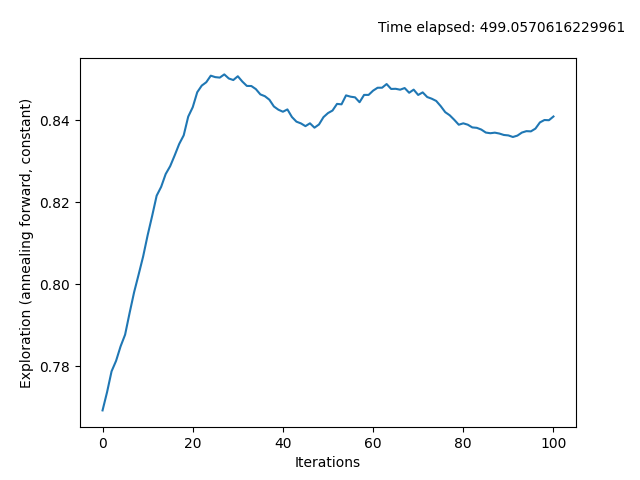 Time elapsed: 499.0570616229961
Exploration (annealing forward, constant)
0.84
0.82
0.80
0.78
0 20 40 60 80 100
Iterations